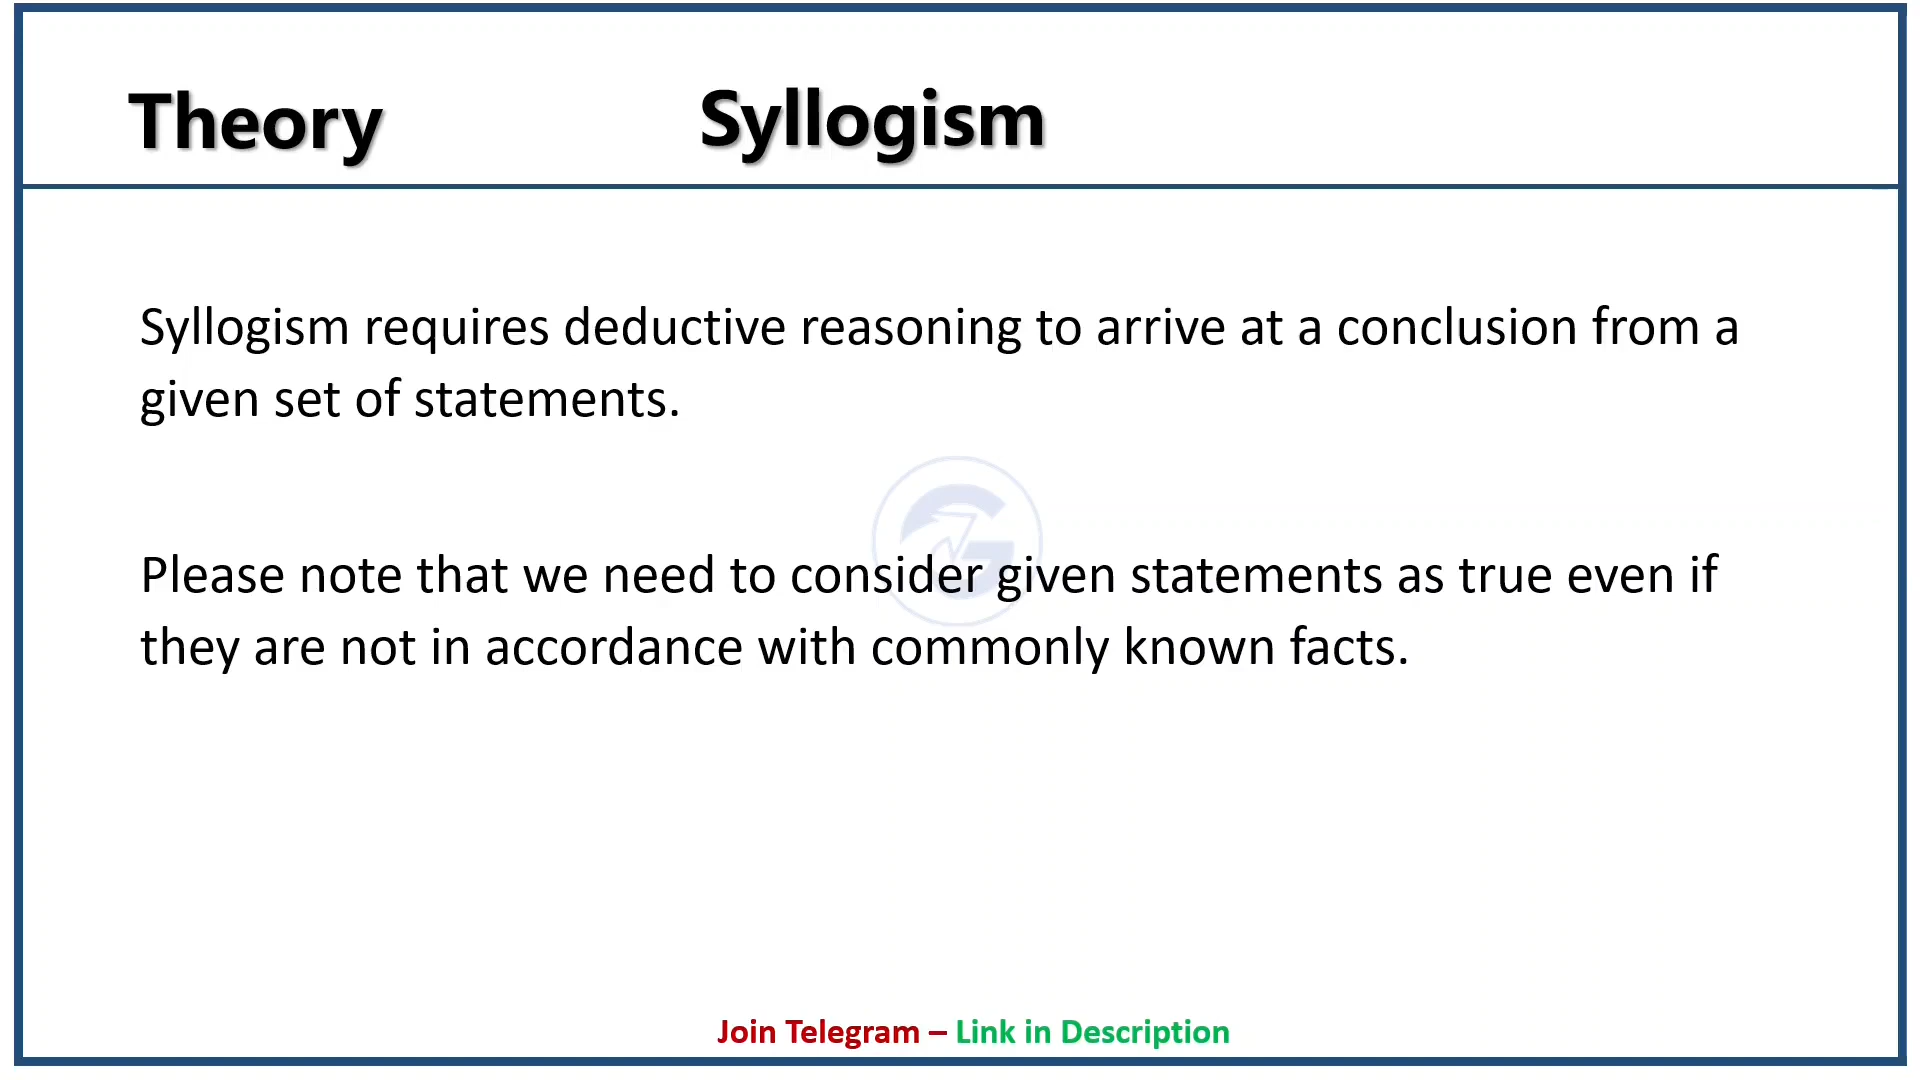 Theory Syllogism
Syllogism requires deductive reasoning to arrive at a conclusion from a
given set of statements.
Please note that we need to consider given statements as true even if
they are not in accordance with commonly known facts.
Join Telegram – Link in Description